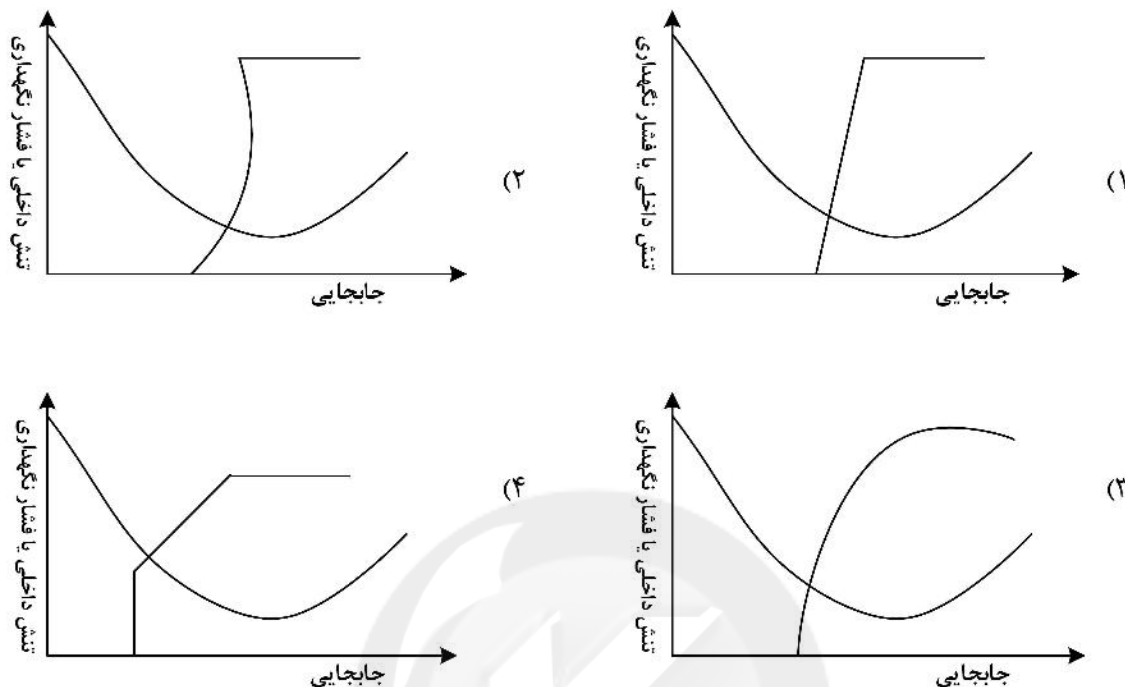 تنش داخلی یا فشار نگهداری
جابجایی
(۱
تنش داخلی یا فشار نگهداری
جابجایی
(۲
تنش داخلی یا فشار نگهداری
جابجایی
(۳
تنش داخلی یا فشار نگهداری
جابجایی
(۴